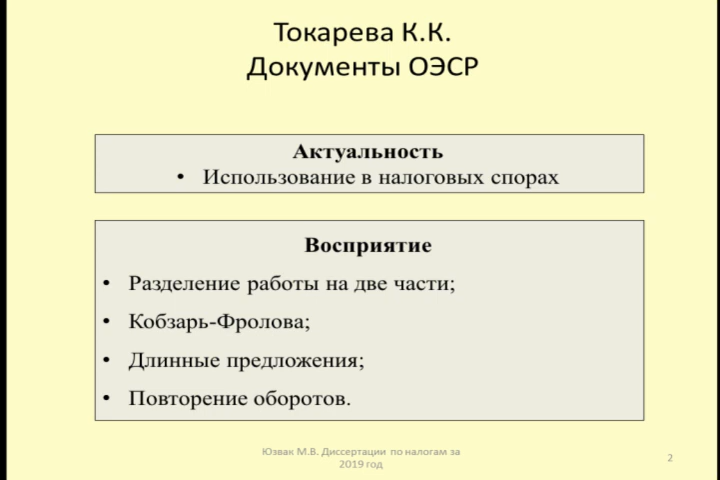 Токарева К.К.
Документы ОЭСР
Актуальность
• Использование в налоговых спорах
Восприятие
• Разделение работы на две части;
• Кобзарь-Фролова;
• Длинные предложения;
• Повторение оборотов.
Юзвак М.В. Диссертации по налогам за
2019 год
2